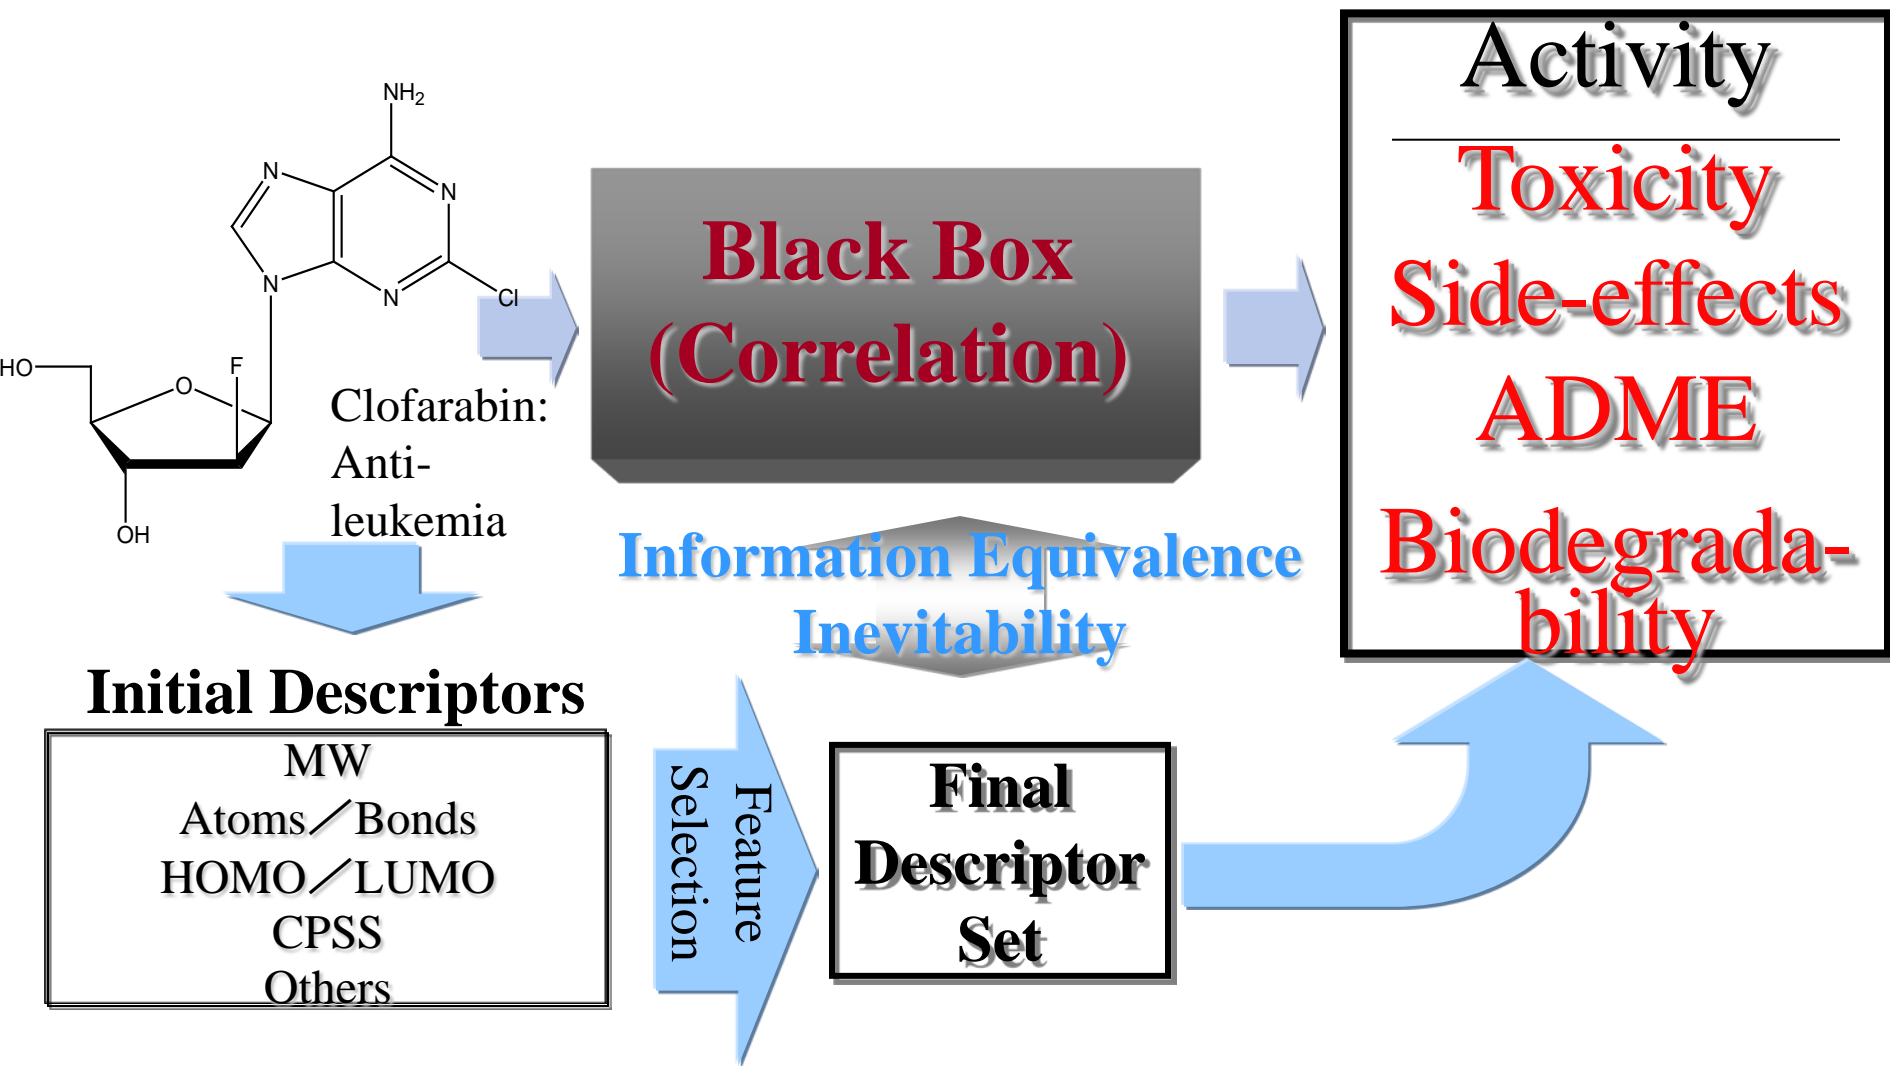 NH2
N
N
N
N
Cl
HO
O
F
OH
Clofarabin:
Anti-
leukemia
Black Box
(Correlation)
Activity
Toxicity
Side-effects
ADME
Biodegrada-
bility
Information Equivalence
Inevitability
Initial Descriptors
MW
Atoms／Bonds
HOMO／LUMO
CPSS
Others
Feature
Selection
Final
Descriptor
Set